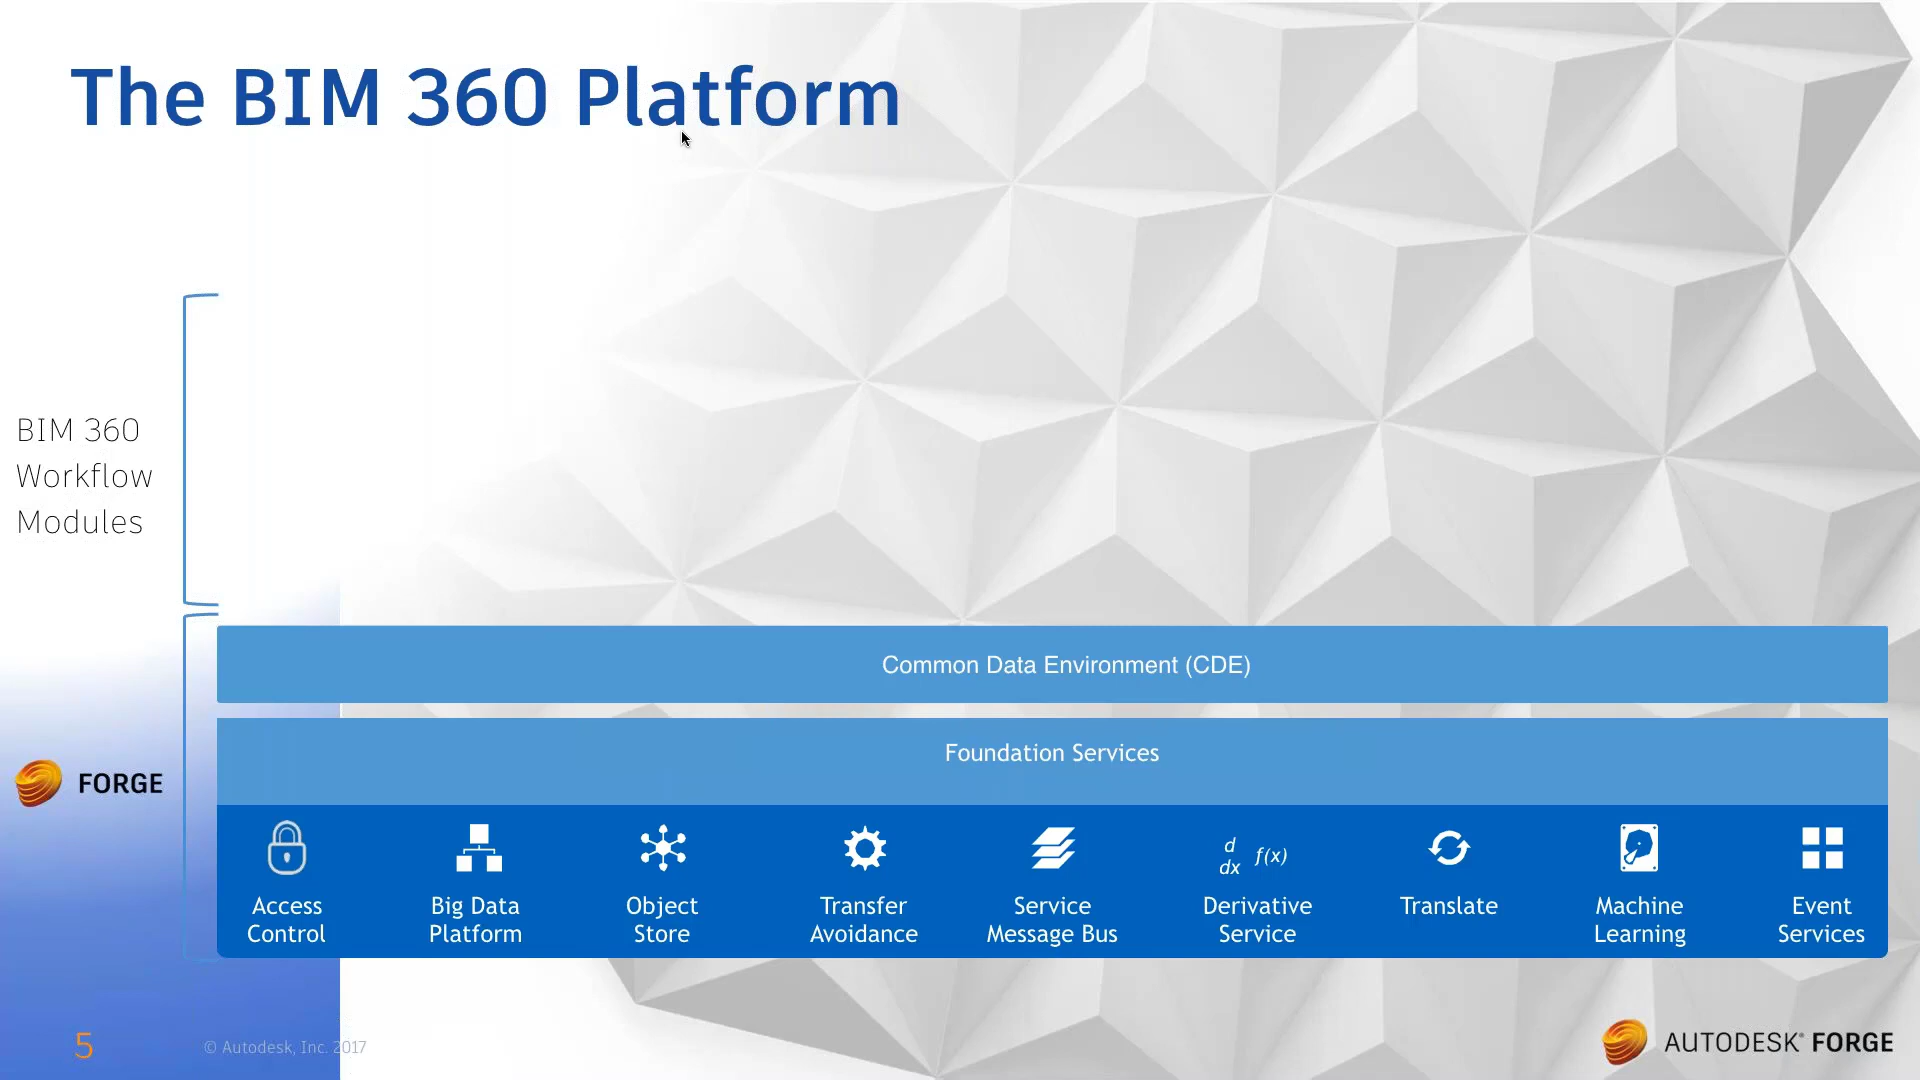 The BIM 360 Platform
BIM 360
Workflow
Modules
Common Data Environment (CDE)
Foundation Services
FORGE
Access
Control
Big Data
Platform
Object
Store
Transfer
Avoidance
Service
Message Bus
d
dx f(x)
Derivative
Service
Translate
Machine
Learning
Event
Services
5
© Autodesk, Inc. 2017
AUTODESK® FORGE